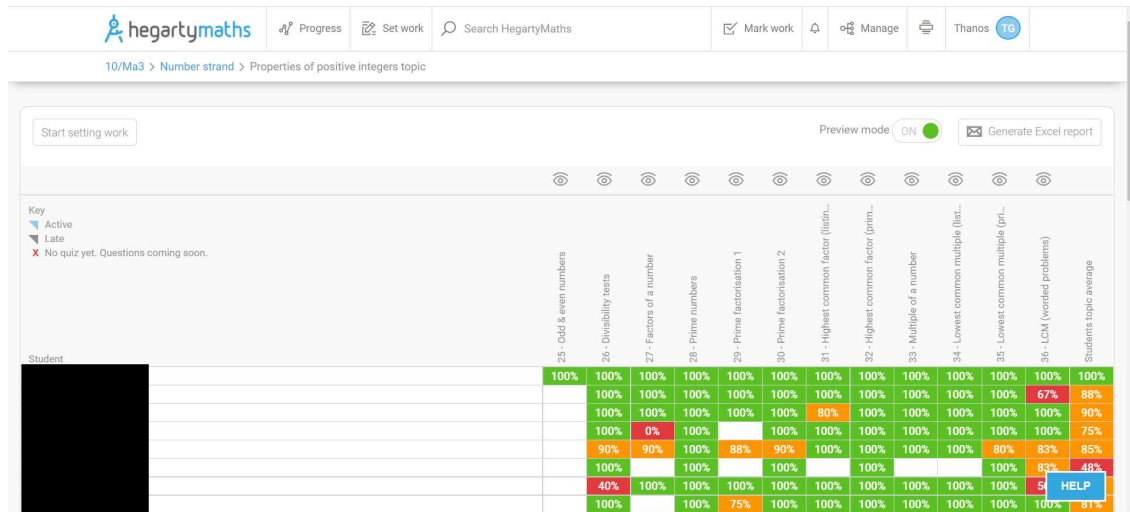 hegartymaths Progress Set work Search HegartyMaths Mark work Manage Thanos TG
10/Ma3 > Number strand > Properties of positive integers topic
Start setting work Preview mode ON Generate Excel report
Key
Active
Late
X No quiz yet. Questions coming soon.
Student
25 - Odd & even numbers
26 - Divisibility tests
27 - Factors of a number
28 - Prime numbers
29 - Prime factorisation 1
30 - Prime factorisation 2
31 - Highest common factor (listin...
32 - Highest common factor (prim...
33 - Multiple of a number
34 - Lowest common multiple (list...
35 - Lowest common multiple (pri...
36 - LCM (worded problems)
Students topic average
100% 100% 100% 100% 100% 100% 100% 100% 100% 100% 100% 100% 100%
100% 100% 100% 100% 100% 100% 100% 100% 100% 100% 67% 88%
100% 100% 100% 100% 100% 80% 100% 100% 100% 100% 100% 90%
100% 0% 100% 100% 100% 100% 100% 100% 100% 100% 75%
90% 90% 100% 88% 90% 100% 100% 100% 100% 80% 83% 85%
100% 100% 100% 100% 100% 83% 48%
40% 100% 100% 100% 100% 100% 100% 100% 100% 100% HELP
100% 100% 75% 100% 100% 100% 100% 100% 100% 100% 81%